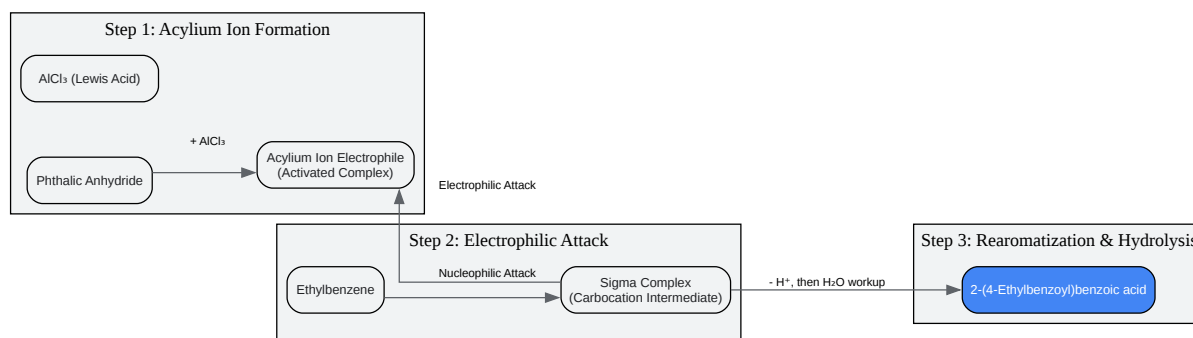 Step 1: Acylium Ion Formation
AlCl₃ (Lewis Acid)
+ AlCl₃
Phthalic Anhydride
Acylium Ion Electrophile
(Activated Complex)
Electrophilic Attack
Step 2: Electrophilic Attack
Nucleophilic Attack
Ethylbenzene
Sigma Complex
(Carbocation Intermediate)
- H⁺, then H₂O workup
Step 3: Rearomatization & Hydrolysis
2-(4-Ethylbenzoyl)benzoic acid